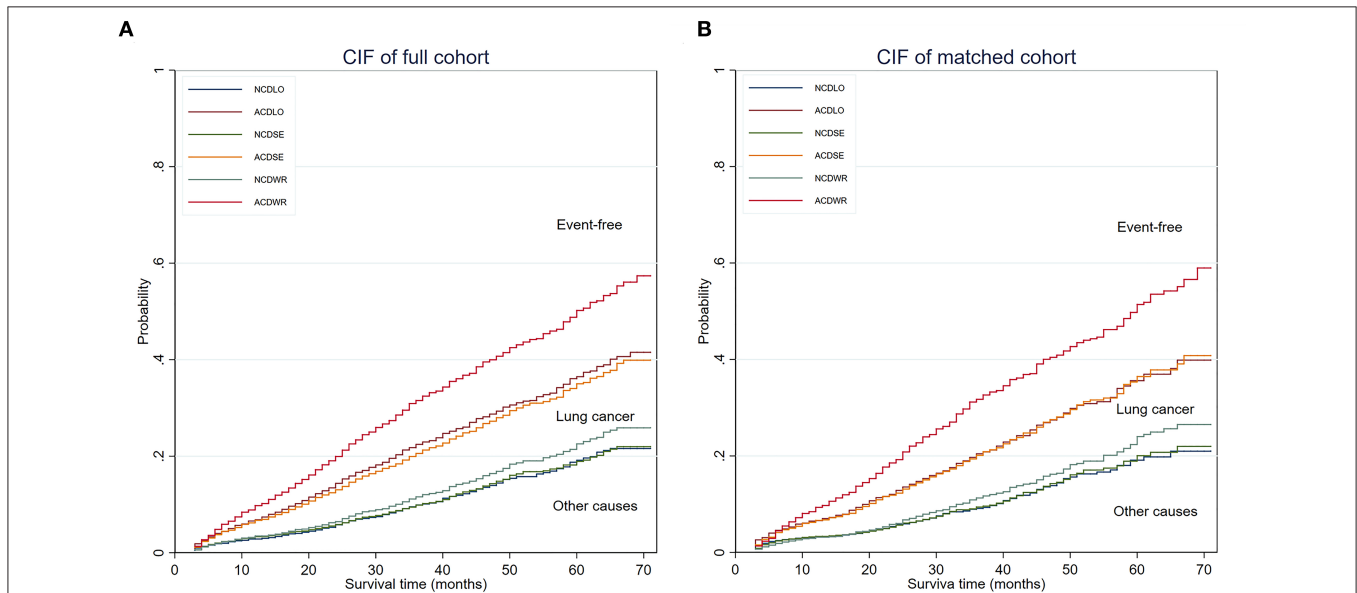 A
CIF of full cohort
1
.8
.6
.4
.2
0
Probability
NCDLO
ACDLO
NCDSE
ACDSE
NCDWR
ACDWR
Event-free
Lung cancer
Other causes
0 10 20 30 40 50 60 70
Survival time (months)
B
CIF of matched cohort
1
.8
.6
.4
.2
0
Probability
NCDLO
ACDLO
NCDSE
ACDSE
NCDWR
ACDWR
Event-free
Lung cancer
Other causes
0 10 20 30 40 50 60 70
Surviva time (months)